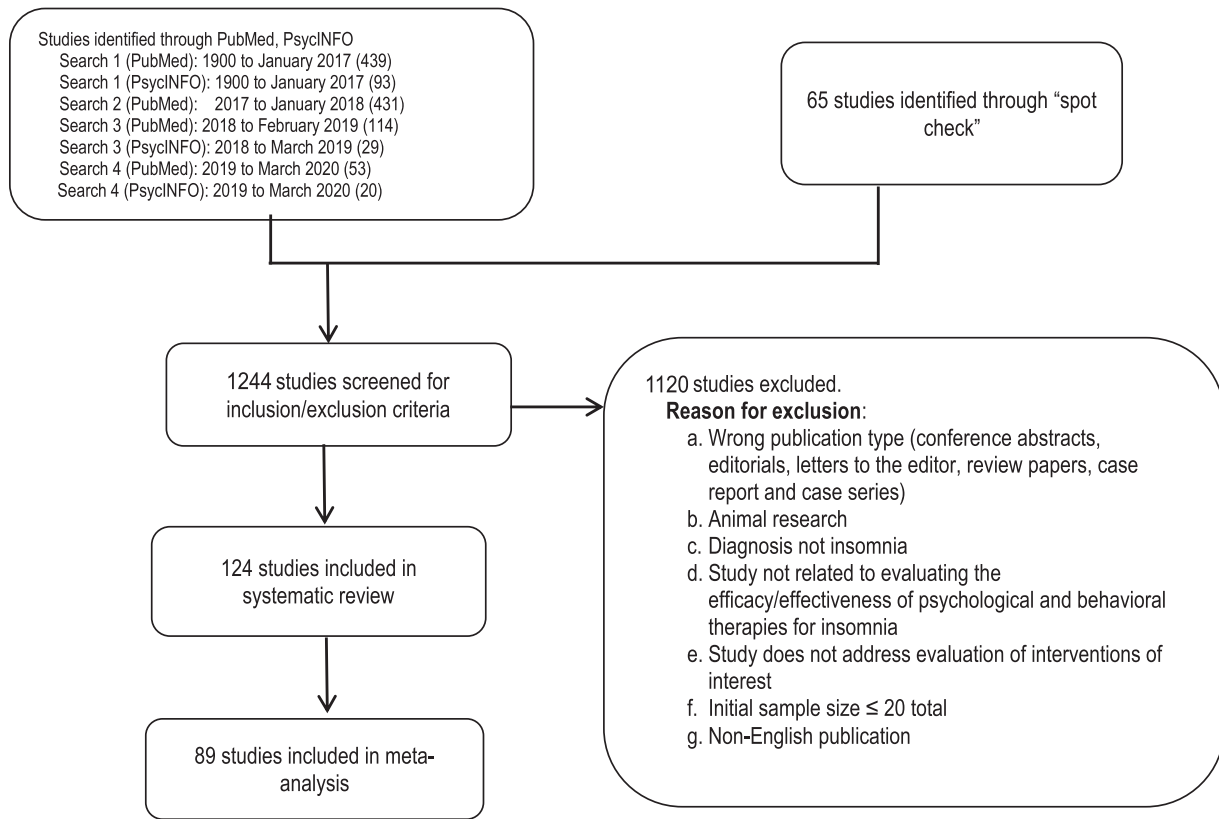 Studies identified through PubMed, PsycINFO
Search 1 (PubMed): 1900 to January 2017 (439)
Search 1 (PsycINFO): 1900 to January 2017 (93)
Search 2 (PubMed): 2017 to January 2018 (431)
Search 3 (PubMed): 2018 to February 2019 (114)
Search 3 (PsycINFO): 2018 to March 2019 (29)
Search 4 (PubMed): 2019 to March 2020 (53)
Search 4 (PsycINFO): 2019 to March 2020 (20)
65 studies identified through “spot
check”
1244 studies screened for
inclusion/exclusion criteria
1120 studies excluded.
Reason for exclusion:
a. Wrong publication type (conference abstracts,
editorials, letters to the editor, review papers, case
report and case series)
b. Animal research
c. Diagnosis not insomnia
d. Study not related to evaluating the
efficacy/effectiveness of psychological and behavioral
therapies for insomnia
e. Study does not address evaluation of interventions of
interest
f. Initial sample size ≤ 20 total
g. Non-English publication
124 studies included in
systematic review
89 studies included in meta-
analysis